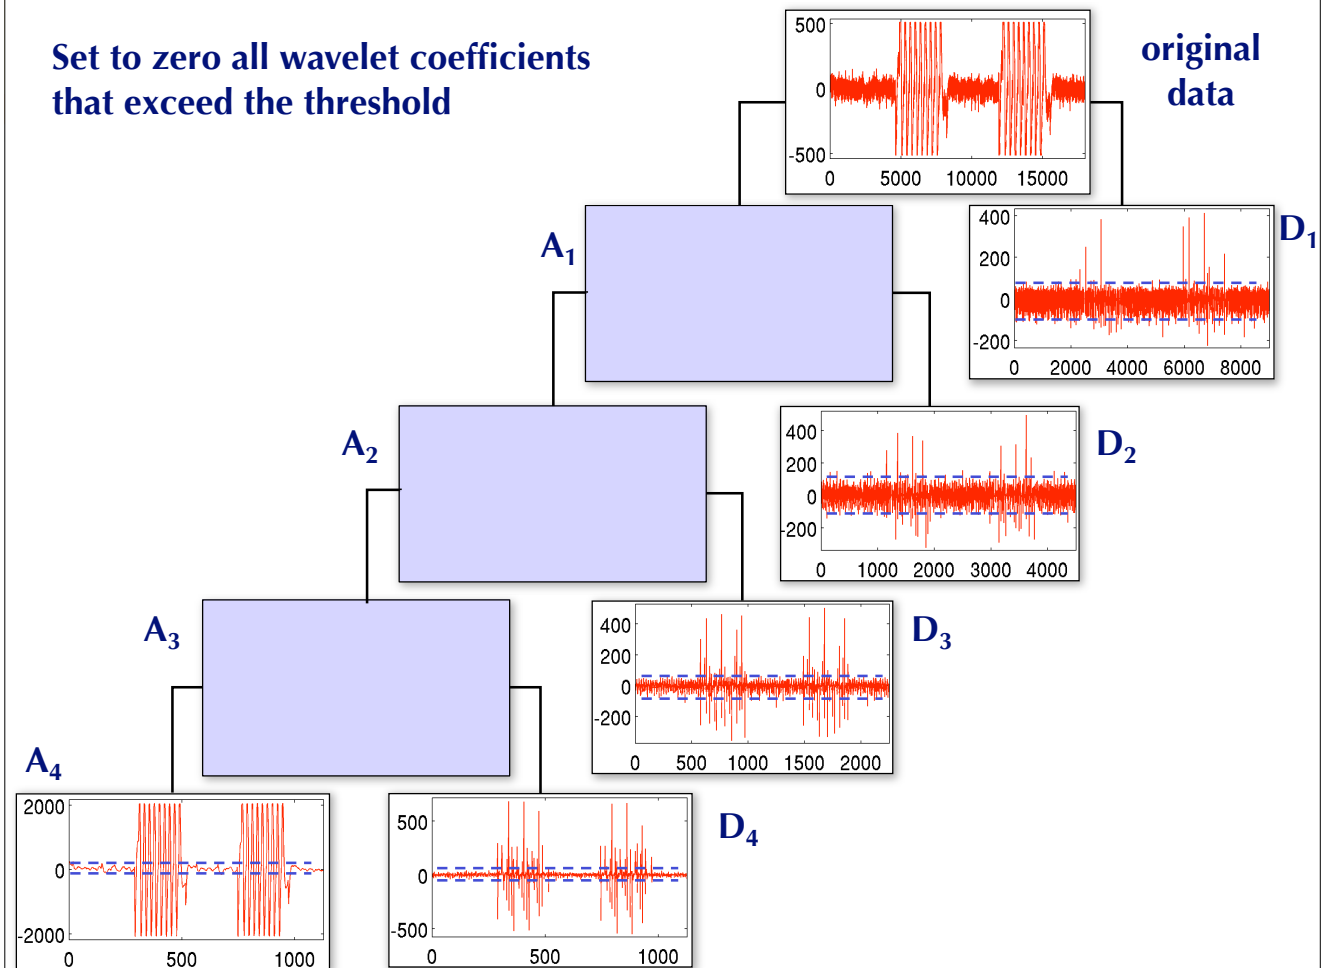 Set to zero all wavelet coefficients
that exceed the threshold
original
data
500
0
-500
0 5000 10000 15000
A1
D1
400
200
0
-200
0 2000 4000 6000 8000
A2
D2
400
200
0
-200
0 1000 2000 3000 4000
A3
D3
400
200
0
-200
0 500 1000 1500 2000
A4
2000
0
-2000
0 500 1000
D4
500
0
-500
0 500 1000